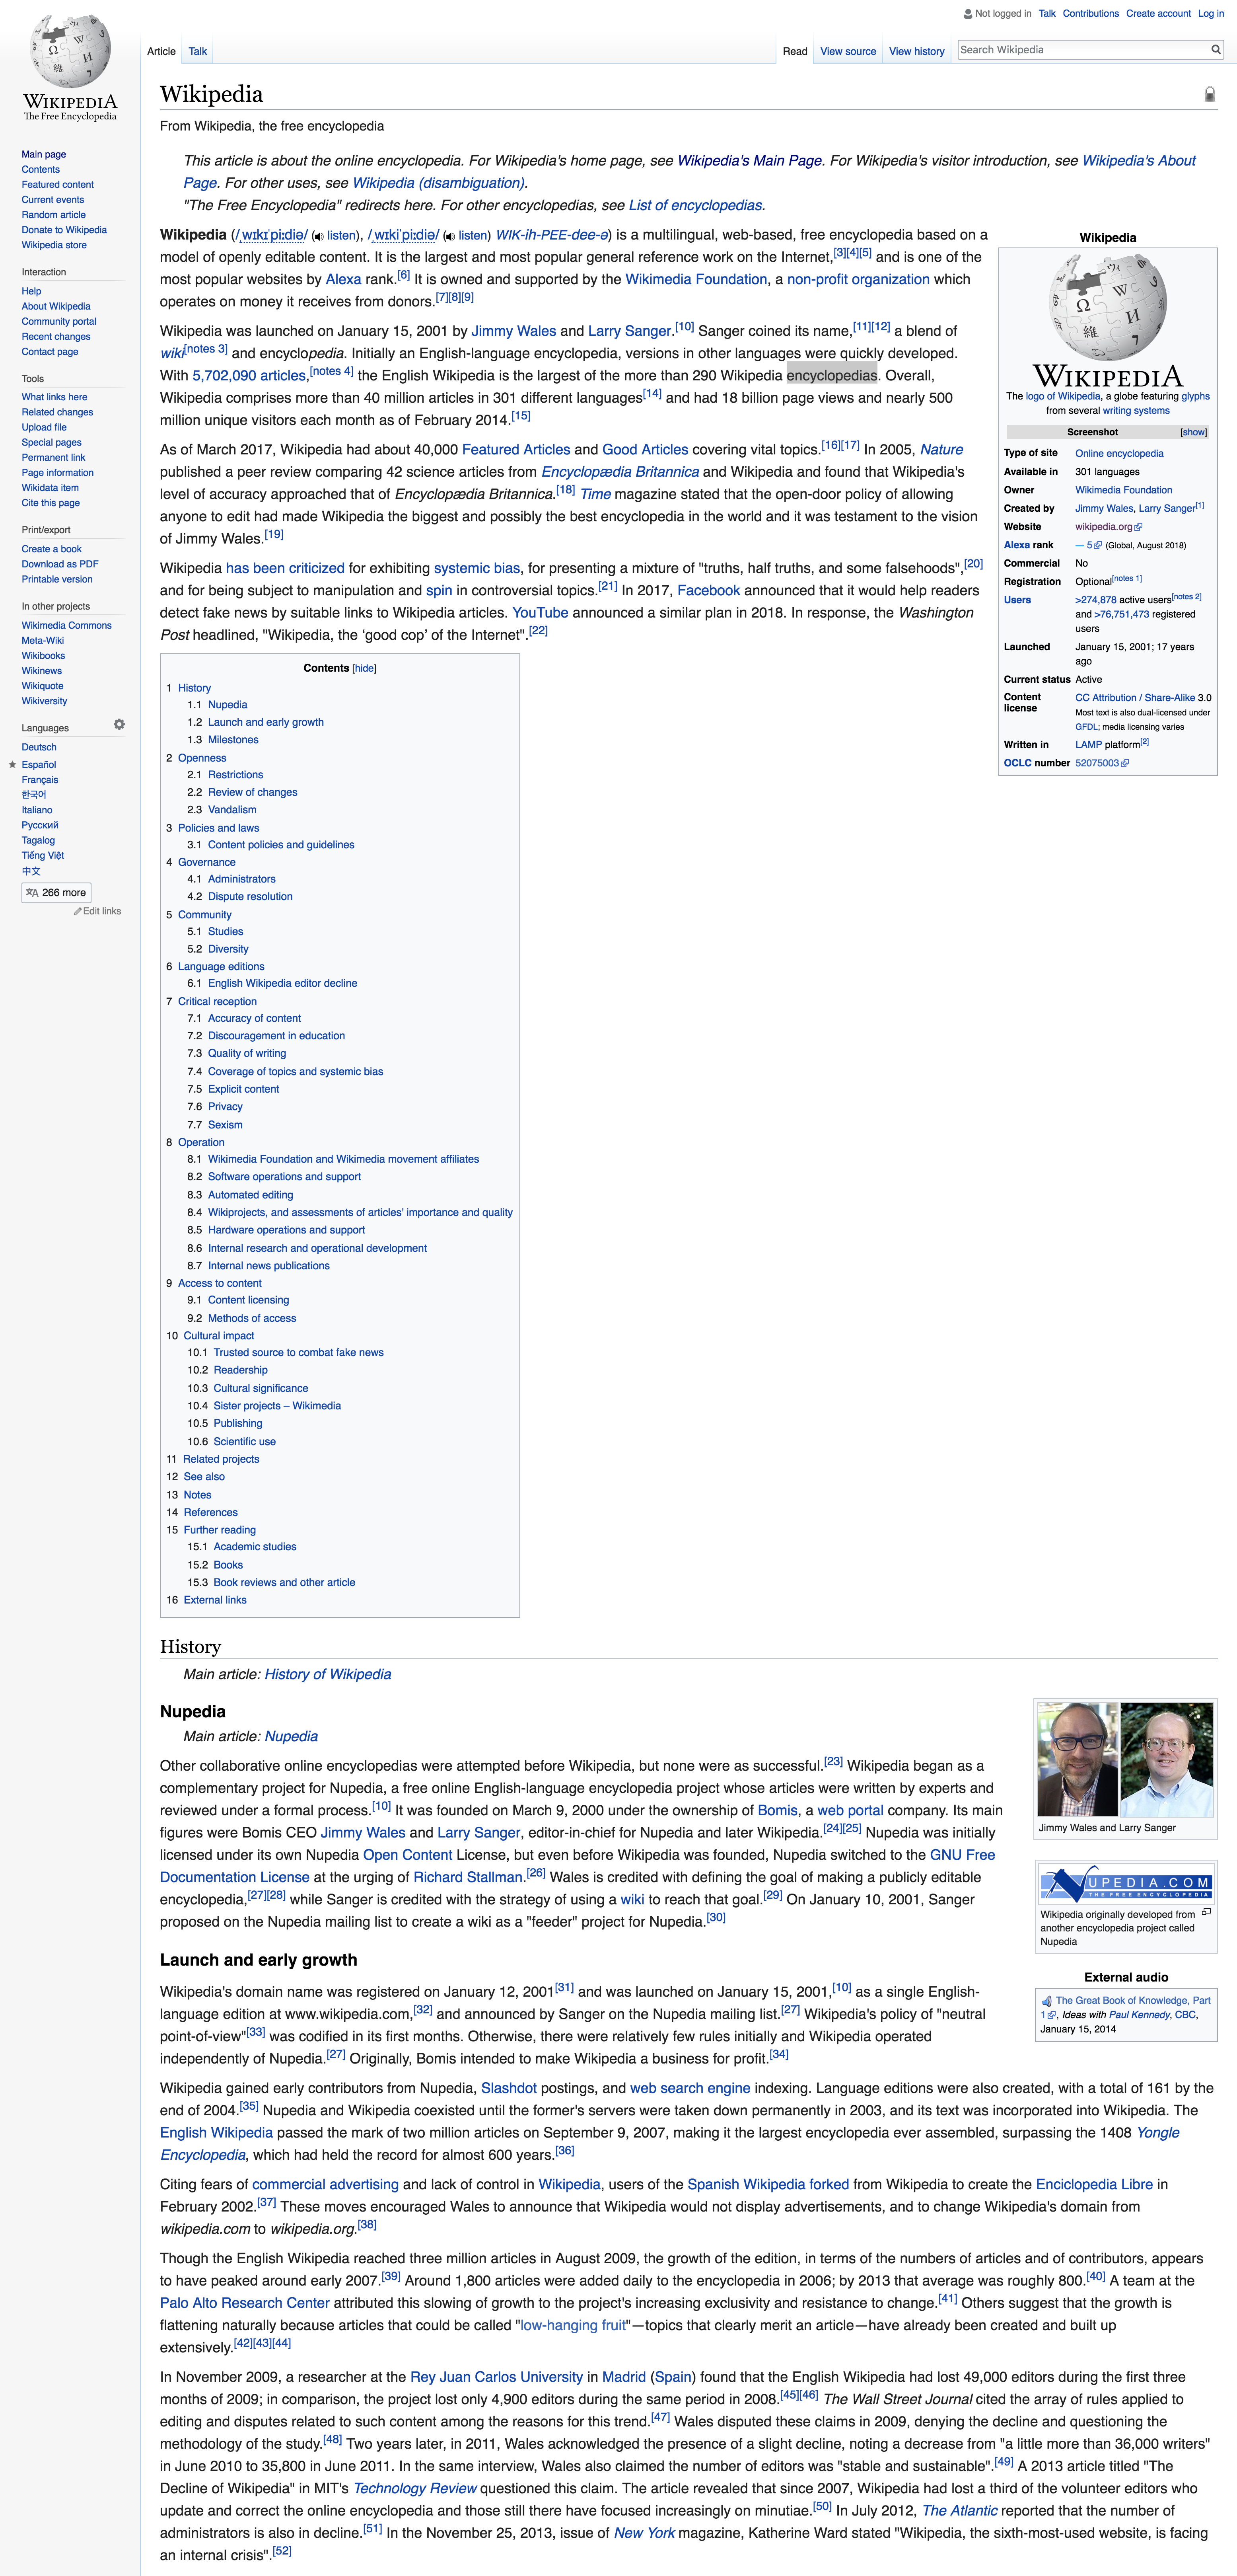 Not logged in Talk Contributions Create account Log in
Article Talk Read View source View history Search Wikipedia
WIKIPEDIA
The Free Encyclopedia
Main page
Contents
Featured content
Current events
Random article
Donate to Wikipedia
Wikipedia store
Interaction
Help
About Wikipedia
Community portal
Recent changes
Contact page
Tools
What links here
Related changes
Upload file
Special pages
Permanent link
Page information
Wikidata item
Cite this page
Print/export
Create a book
Download as PDF
Printable version
In other projects
Wikimedia Commons
Meta-Wiki
Wikibooks
Wikinews
Wikiquote
Wikiversity
Languages
Deutsch
Español
Français
한국어
Italiano
Русский
Tagalog
Tiếng Việt
中文
266 more
Edit links
Wikipedia
From Wikipedia, the free encyclopedia
This article is about the online encyclopedia. For Wikipedia's home page, see Wikipedia's Main Page. For Wikipedia's visitor introduction, see Wikipedia's About
Page. For other uses, see Wikipedia (disambiguation).
"The Free Encyclopedia" redirects here. For other encyclopedias, see List of encyclopedias.
Wikipedia (/ˌwɪkɪˈpiːdiə/ ( listen), /ˌwɪkiˈpiːdiə/ ( listen) WIK-ih-PEE-dee-ə) is a multilingual, web-based, free encyclopedia based on a
model of openly editable content. It is the largest and most popular general reference work on the Internet,[3][4][5] and is one of the
most popular websites by Alexa rank.[6] It is owned and supported by the Wikimedia Foundation, a non-profit organization which
operates on money it receives from donors.[7][8][9]
Wikipedia was launched on January 15, 2001 by Jimmy Wales and Larry Sanger.[10] Sanger coined its name,[11][12] a blend of
wiki[notes 3] and encyclopedia. Initially an English-language encyclopedia, versions in other languages were quickly developed.
With 5,702,090 articles,[notes 4] the English Wikipedia is the largest of the more than 290 Wikipedia encyclopedias. Overall,
Wikipedia comprises more than 40 million articles in 301 different languages[14] and had 18 billion page views and nearly 500
million unique visitors each month as of February 2014.[15]
As of March 2017, Wikipedia had about 40,000 Featured Articles and Good Articles covering vital topics.[16][17] In 2005, Nature
published a peer review comparing 42 science articles from Encyclopædia Britannica and Wikipedia and found that Wikipedia's
level of accuracy approached that of Encyclopædia Britannica.[18] Time magazine stated that the open-door policy of allowing
anyone to edit had made Wikipedia the biggest and possibly the best encyclopedia in the world and it was testament to the vision
of Jimmy Wales.[19]
Wikipedia has been criticized for exhibiting systemic bias, for presenting a mixture of "truths, half truths, and some falsehoods",[20]
and for being subject to manipulation and spin in controversial topics.[21] In 2017, Facebook announced that it would help readers
detect fake news by suitable links to Wikipedia articles. YouTube announced a similar plan in 2018. In response, the Washington
Post headlined, "Wikipedia, the ‘good cop’ of the Internet".[22]
Wikipedia
WIKIPEDIA
The logo of Wikipedia, a globe featuring glyphs
from several writing systems
Screenshot [show]
Type of site Online encyclopedia
Available in 301 languages
Owner Wikimedia Foundation
Created by Jimmy Wales, Larry Sanger[1]
Website wikipedia.org
Alexa rank — 5 (Global, August 2018)
Commercial No
Registration Optional[notes 1]
Users >274,878 active users[notes 2]
and >76,751,473 registered
users
Launched January 15, 2001; 17 years
ago
Current status Active
Content
license CC Attribution / Share-Alike 3.0
Most text is also dual-licensed under
GFDL; media licensing varies
Written in LAMP platform[2]
OCLC number 52075003
Contents [hide]
1 History
1.1 Nupedia
1.2 Launch and early growth
1.3 Milestones
2 Openness
2.1 Restrictions
2.2 Review of changes
2.3 Vandalism
3 Policies and laws
3.1 Content policies and guidelines
4 Governance
4.1 Administrators
4.2 Dispute resolution
5 Community
5.1 Studies
5.2 Diversity
6 Language editions
6.1 English Wikipedia editor decline
7 Critical reception
7.1 Accuracy of content
7.2 Discouragement in education
7.3 Quality of writing
7.4 Coverage of topics and systemic bias
7.5 Explicit content
7.6 Privacy
7.7 Sexism
8 Operation
8.1 Wikimedia Foundation and Wikimedia movement affiliates
8.2 Software operations and support
8.3 Automated editing
8.4 Wikiprojects, and assessments of articles' importance and quality
8.5 Hardware operations and support
8.6 Internal research and operational development
8.7 Internal news publications
9 Access to content
9.1 Content licensing
9.2 Methods of access
10 Cultural impact
10.1 Trusted source to combat fake news
10.2 Readership
10.3 Cultural significance
10.4 Sister projects – Wikimedia
10.5 Publishing
10.6 Scientific use
11 Related projects
12 See also
13 Notes
14 References
15 Further reading
15.1 Academic studies
15.2 Books
15.3 Book reviews and other article
16 External links
History
Main article: History of Wikipedia
Nupedia
Main article: Nupedia
Other collaborative online encyclopedias were attempted before Wikipedia, but none were as successful.[23] Wikipedia began as a
complementary project for Nupedia, a free online English-language encyclopedia project whose articles were written by experts and
reviewed under a formal process.[10] It was founded on March 9, 2000 under the ownership of Bomis, a web portal company. Its main
figures were Bomis CEO Jimmy Wales and Larry Sanger, editor-in-chief for Nupedia and later Wikipedia.[24][25] Nupedia was initially
licensed under its own Nupedia Open Content License, but even before Wikipedia was founded, Nupedia switched to the GNU Free
Documentation License at the urging of Richard Stallman.[26] Wales is credited with defining the goal of making a publicly editable
encyclopedia,[27][28] while Sanger is credited with the strategy of using a wiki to reach that goal.[29] On January 10, 2001, Sanger
proposed on the Nupedia mailing list to create a wiki as a "feeder" project for Nupedia.[30]
Jimmy Wales and Larry Sanger
NUPEDIA.COM
THE FREE ENCYCLOPEDIA
Wikipedia originally developed from
another encyclopedia project called
Nupedia
Launch and early growth
Wikipedia's domain name was registered on January 12, 2001[31] and was launched on January 15, 2001,[10] as a single English-
language edition at www.wikipedia.com,[32] and announced by Sanger on the Nupedia mailing list.[27] Wikipedia's policy of "neutral
point-of-view"[33] was codified in its first months. Otherwise, there were relatively few rules initially and Wikipedia operated
independently of Nupedia.[27] Originally, Bomis intended to make Wikipedia a business for profit.[34]
External audio
The Great Book of Knowledge, Part
1, Ideas with Paul Kennedy, CBC,
January 15, 2014
Wikipedia gained early contributors from Nupedia, Slashdot postings, and web search engine indexing. Language editions were also created, with a total of 161 by the
end of 2004.[35] Nupedia and Wikipedia coexisted until the former's servers were taken down permanently in 2003, and its text was incorporated into Wikipedia. The
English Wikipedia passed the mark of two million articles on September 9, 2007, making it the largest encyclopedia ever assembled, surpassing the 1408 Yongle
Encyclopedia, which had held the record for almost 600 years.[36]
Citing fears of commercial advertising and lack of control in Wikipedia, users of the Spanish Wikipedia forked from Wikipedia to create the Enciclopedia Libre in
February 2002.[37] These moves encouraged Wales to announce that Wikipedia would not display advertisements, and to change Wikipedia's domain from
wikipedia.com to wikipedia.org.[38]
Though the English Wikipedia reached three million articles in August 2009, the growth of the edition, in terms of the numbers of articles and of contributors, appears
to have peaked around early 2007.[39] Around 1,800 articles were added daily to the encyclopedia in 2006; by 2013 that average was roughly 800.[40] A team at the
Palo Alto Research Center attributed this slowing of growth to the project's increasing exclusivity and resistance to change.[41] Others suggest that the growth is
flattening naturally because articles that could be called "low-hanging fruit"—topics that clearly merit an article—have already been created and built up
extensively.[42][43][44]
In November 2009, a researcher at the Rey Juan Carlos University in Madrid (Spain) found that the English Wikipedia had lost 49,000 editors during the first three
months of 2009; in comparison, the project lost only 4,900 editors during the same period in 2008.[45][46] The Wall Street Journal cited the array of rules applied to
editing and disputes related to such content among the reasons for this trend.[47] Wales disputed these claims in 2009, denying the decline and questioning the
methodology of the study.[48] Two years later, in 2011, Wales acknowledged the presence of a slight decline, noting a decrease from "a little more than 36,000 writers"
in June 2010 to 35,800 in June 2011. In the same interview, Wales also claimed the number of editors was "stable and sustainable".[49] A 2013 article titled "The
Decline of Wikipedia" in MIT's Technology Review questioned this claim. The article revealed that since 2007, Wikipedia had lost a third of the volunteer editors who
update and correct the online encyclopedia and those still there have focused increasingly on minutiae.[50] In July 2012, The Atlantic reported that the number of
administrators is also in decline.[51] In the November 25, 2013, issue of New York magazine, Katherine Ward stated "Wikipedia, the sixth-most-used website, is facing
an internal crisis".[52]